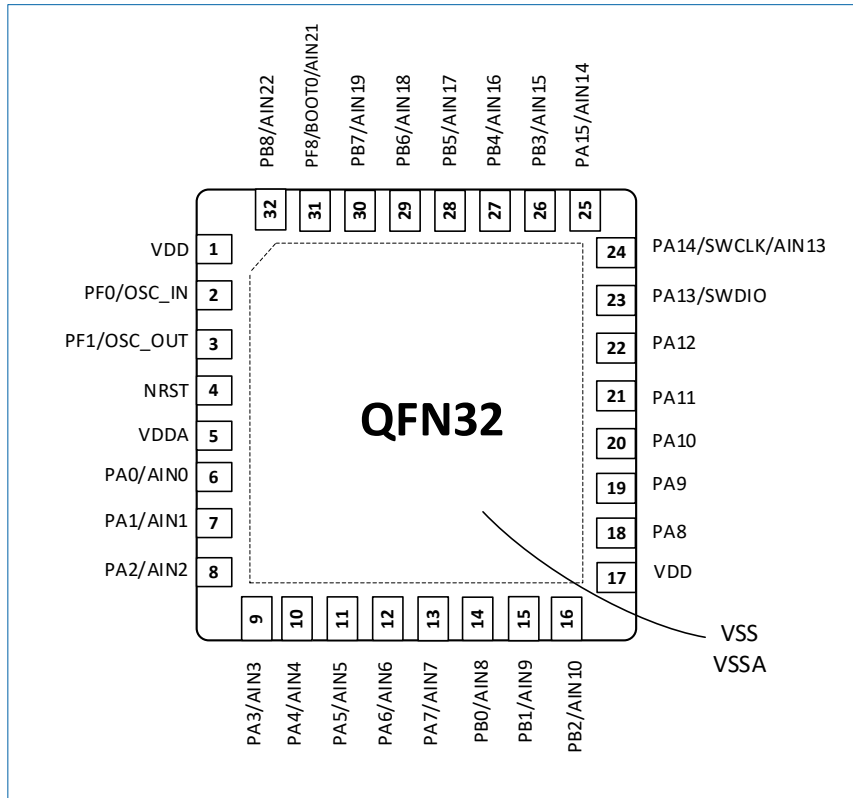 PB8/AIN22
PF8/BOOT0/AIN21
PB7/AIN19
PB6/AIN18
PB5/AIN17
PB4/AIN16
PB3/AIN15
PA15/AIN14
32
31
30
29
28
27
26
25
VDD 1
PF0/OSC_IN 2
PF1/OSC_OUT 3
NRST 4
VDDA 5
PA0/AIN0 6
PA1/AIN1 7
PA2/AIN2 8
QFN32
24 PA14/SWCLK/AIN13
23 PA13/SWDIO
22 PA12
21 PA11
20 PA10
19 PA9
18 PA8
17 VDD
9
10
11
12
13
14
15
16
PA3/AIN3
PA4/AIN4
PA5/AIN5
PA6/AIN6
PA7/AIN7
PB0/AIN8
PB1/AIN9
PB2/AIN10
VSS
VSSA